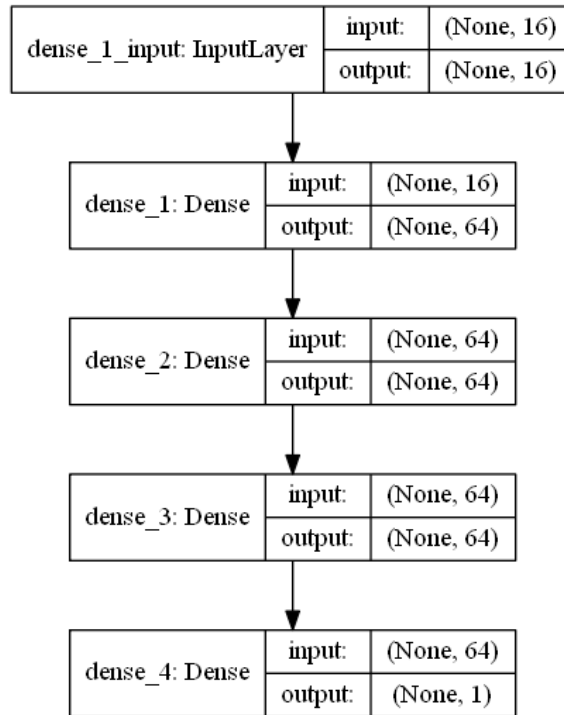 dense_1_input: InputLayer
input: (None, 16)
output: (None, 16)
dense_1: Dense
input: (None, 16)
output: (None, 64)
dense_2: Dense
input: (None, 64)
output: (None, 64)
dense_3: Dense
input: (None, 64)
output: (None, 64)
dense_4: Dense
input: (None, 64)
output: (None, 1)